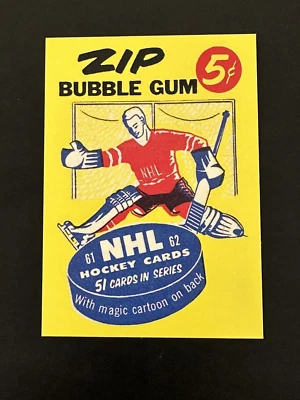 ZIP
BUBBLE GUM
5¢
NHL
61 NHL 62
HOCKEY CARDS
51 CARDS IN SERIES
With magic cartoon on back